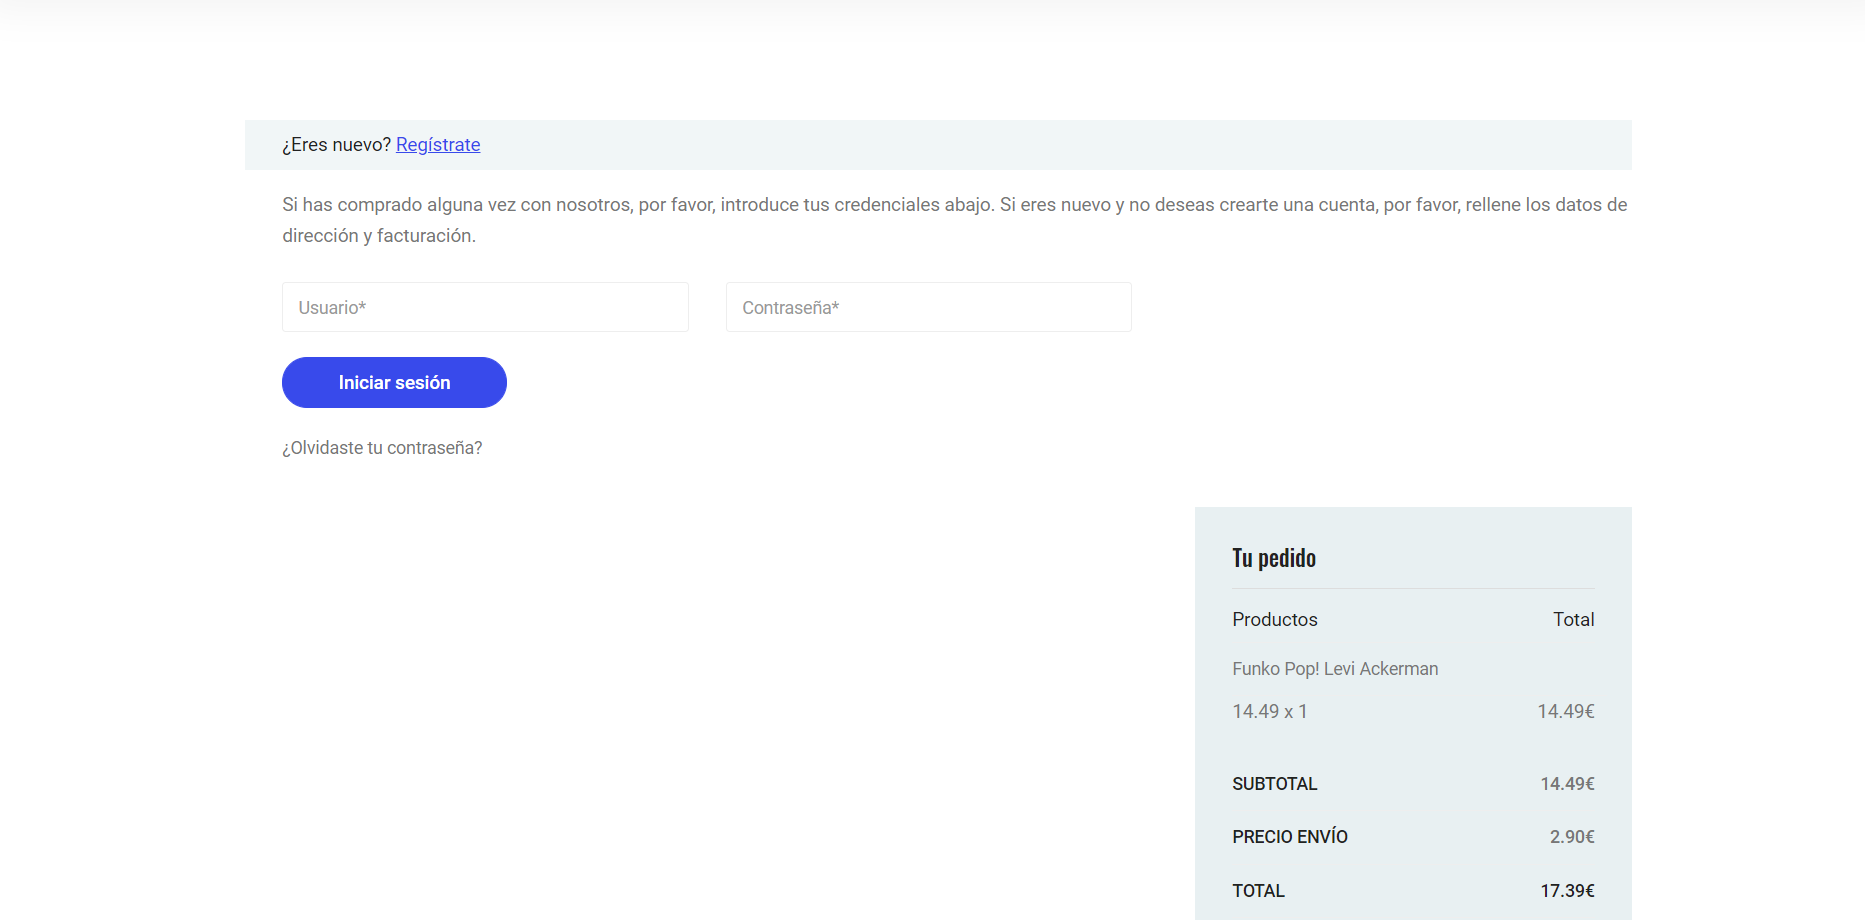 ¿Eres nuevo? Regístrate
Si has comprado alguna vez con nosotros, por favor, introduce tus credenciales abajo. Si eres nuevo y no deseas crearte una cuenta, por favor, rellene los datos de
dirección y facturación.
Usuario* Contraseña*
Iniciar sesión
¿Olvidaste tu contraseña?
Tu pedido
Productos Total
Funko Pop! Levi Ackerman
14.49 x 1 14.49€
SUBTOTAL 14.49€
PRECIO ENVÍO 2.90€
TOTAL 17.39€